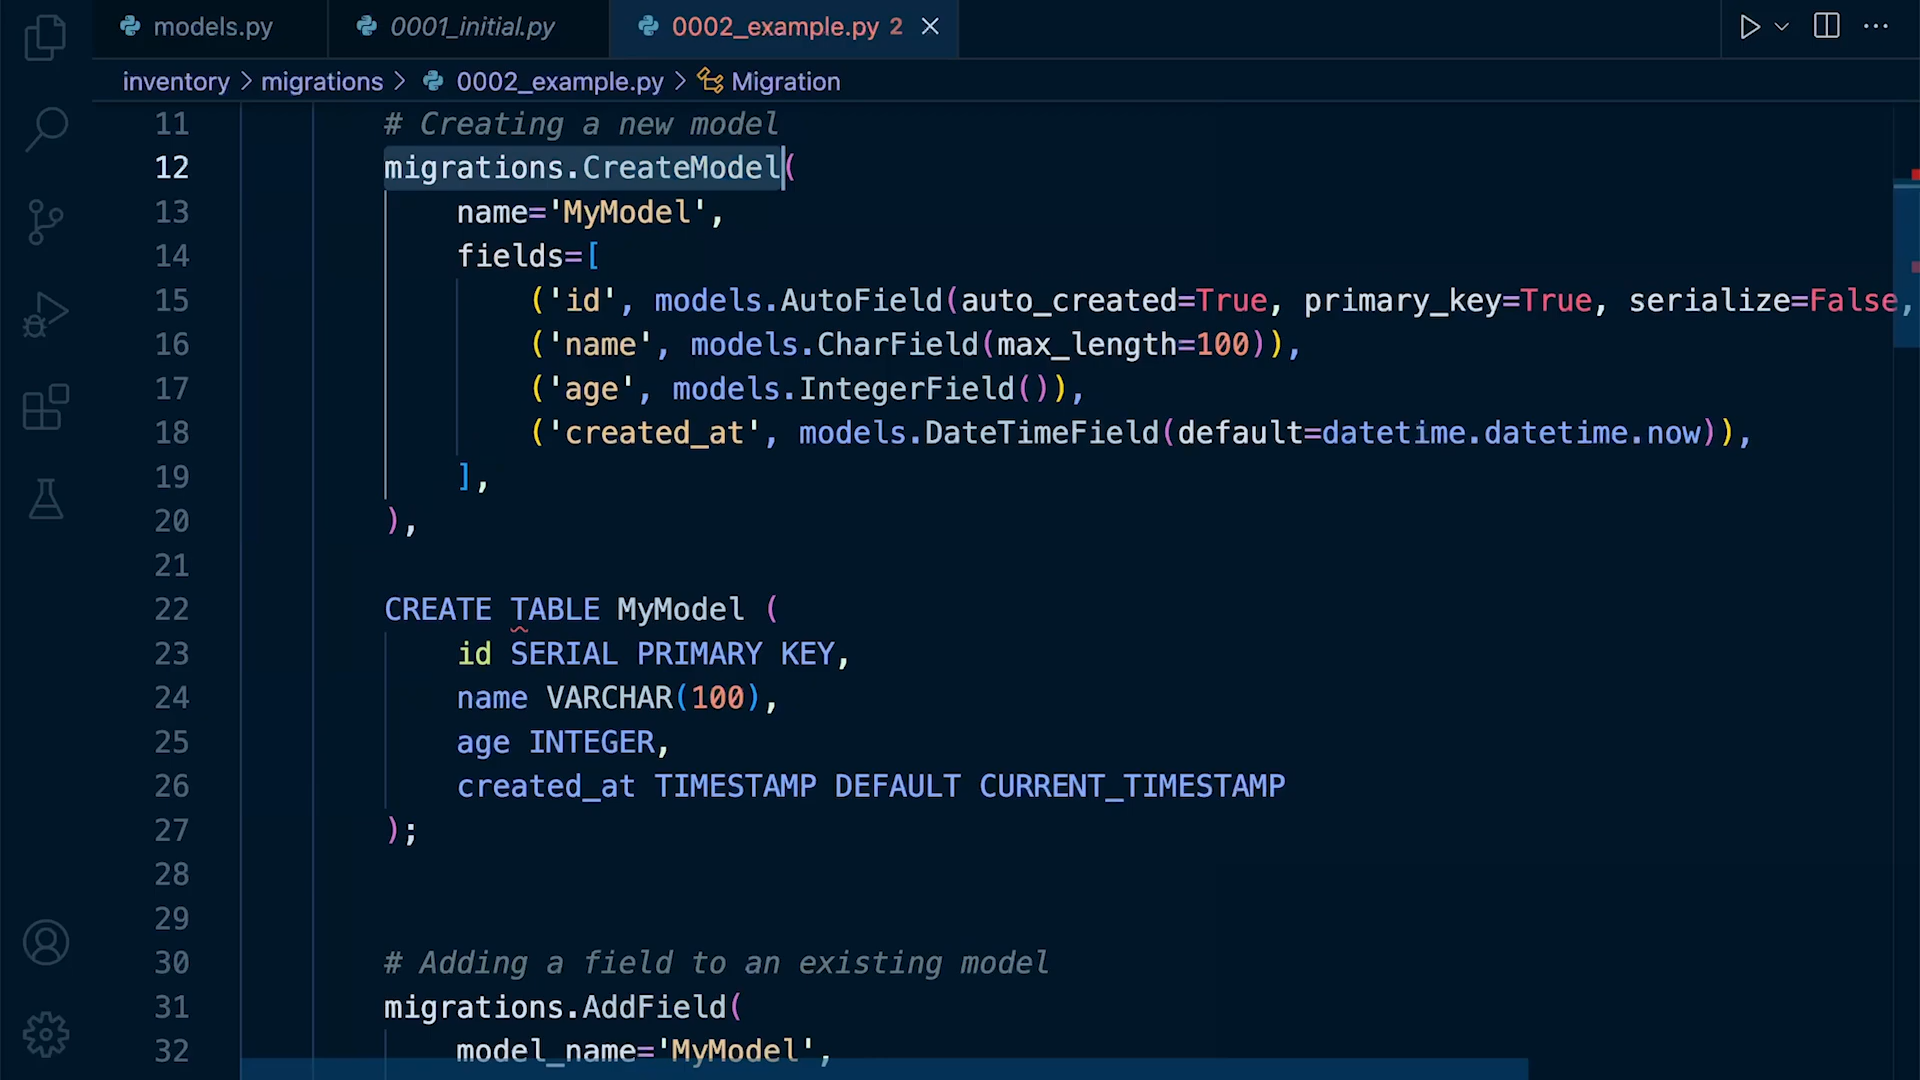 models.py 0001_initial.py 0002_example.py 2
inventory > migrations > 0002_example.py > Migration
11 # Creating a new model
12 migrations.CreateModel(
13 name='MyModel',
14 fields=[
15 ('id', models.AutoField(auto_created=True, primary_key=True, serialize=False,
16 ('name', models.CharField(max_length=100)),
17 ('age', models.IntegerField()),
18 ('created_at', models.DateTimeField(default=datetime.datetime.now)),
19 ],
20 ),
21
22 CREATE TABLE MyModel (
23 id SERIAL PRIMARY KEY,
24 name VARCHAR(100),
25 age INTEGER,
26 created_at TIMESTAMP DEFAULT CURRENT_TIMESTAMP
27 );
28
29
30 # Adding a field to an existing model
31 migrations.AddField(
32 model_name='MyModel',